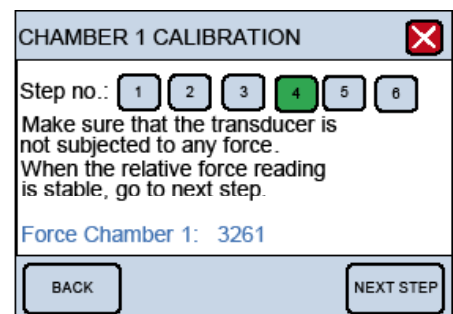 CHAMBER 1 CALIBRATION
Step no.: 1 2 3 4 5 6
Make sure that the transducer is
not subjected to any force.
When the relative force reading
is stable, go to next step.
Force Chamber 1: 3261
BACK NEXT STEP